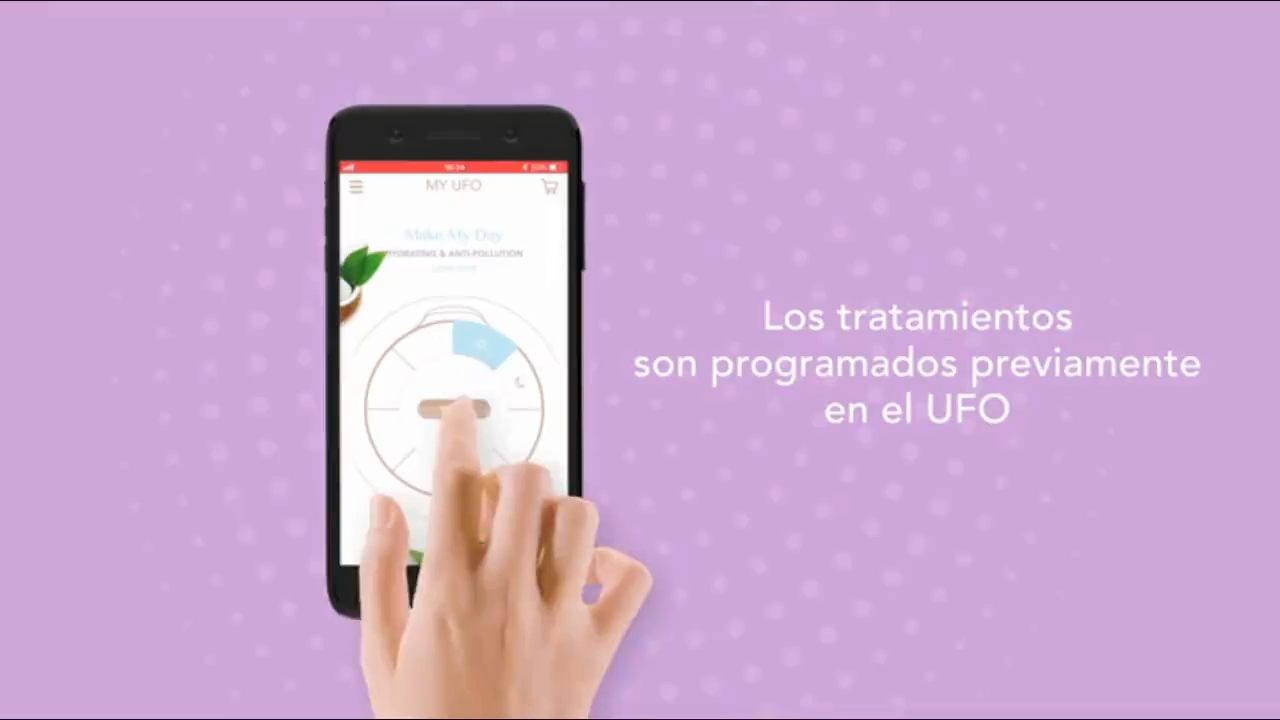 MY UFO
Make My Day
HYDRATING & ANTI-POLLUTION
Los tratamientos
son programados previamente
en el UFO